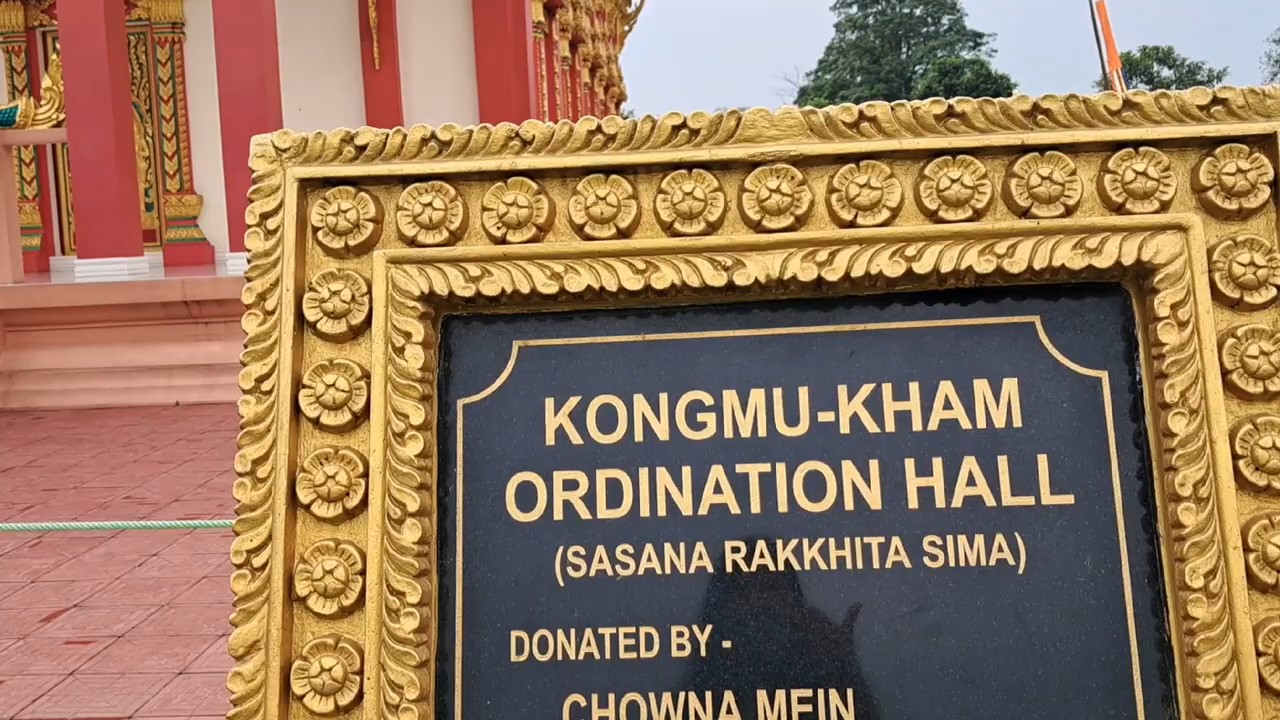 KONGMU-KHAM
ORDINATION HALL
(SASANA RAKKHITA SIMA)
DONATED BY -
CHOWNA MEIN